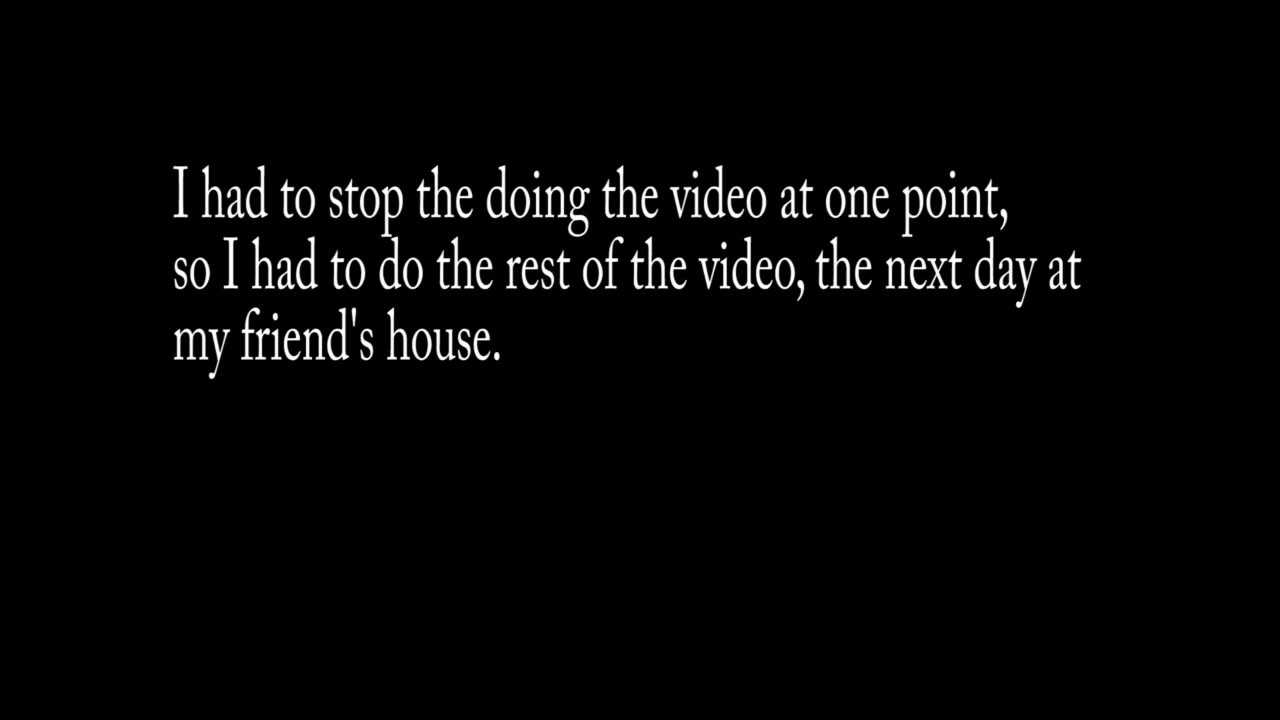 I had to stop the doing the video at one point,
so I had to do the rest of the video, the next day at
my friend's house.